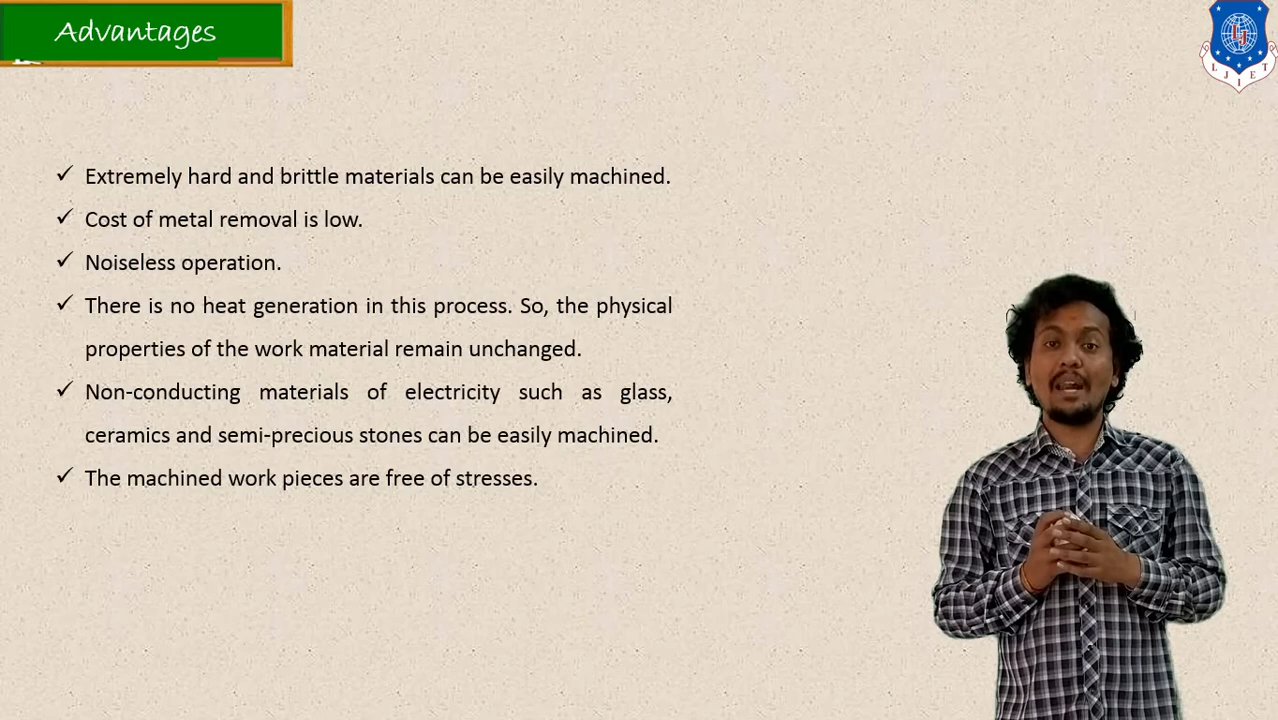 Advantages
LJIET
✓ Extremely hard and brittle materials can be easily machined.
✓ Cost of metal removal is low.
✓ Noiseless operation.
✓ There is no heat generation in this process. So, the physical
properties of the work material remain unchanged.
✓ Non-conducting materials of electricity such as glass,
ceramics and semi-precious stones can be easily machined.
✓ The machined work pieces are free of stresses.